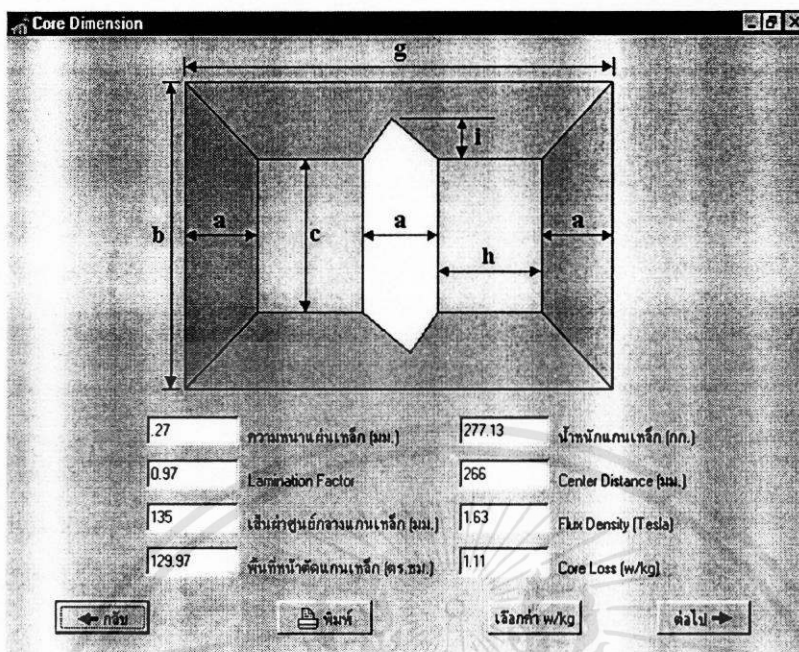 Core Dimension
g
i
b
a
c
a
h
a
.27 ความหนาแผ่นเหล็ก (มม.)
277.13 น้ำหนักแกนเหล็ก (กก.)
0.97 Lamination Factor
266 Center Distance (มม.)
135 เส้นผ่าศูนย์กลางแกนเหล็ก (มม.)
1.63 Flux Density (Tesla)
129.97 พื้นที่หน้าตัดแกนเหล็ก (ตร.ซม.)
1.11 Core Loss (w/kg)
กลับ
พิมพ์
เลือกค่า w/kg
ต่อไป